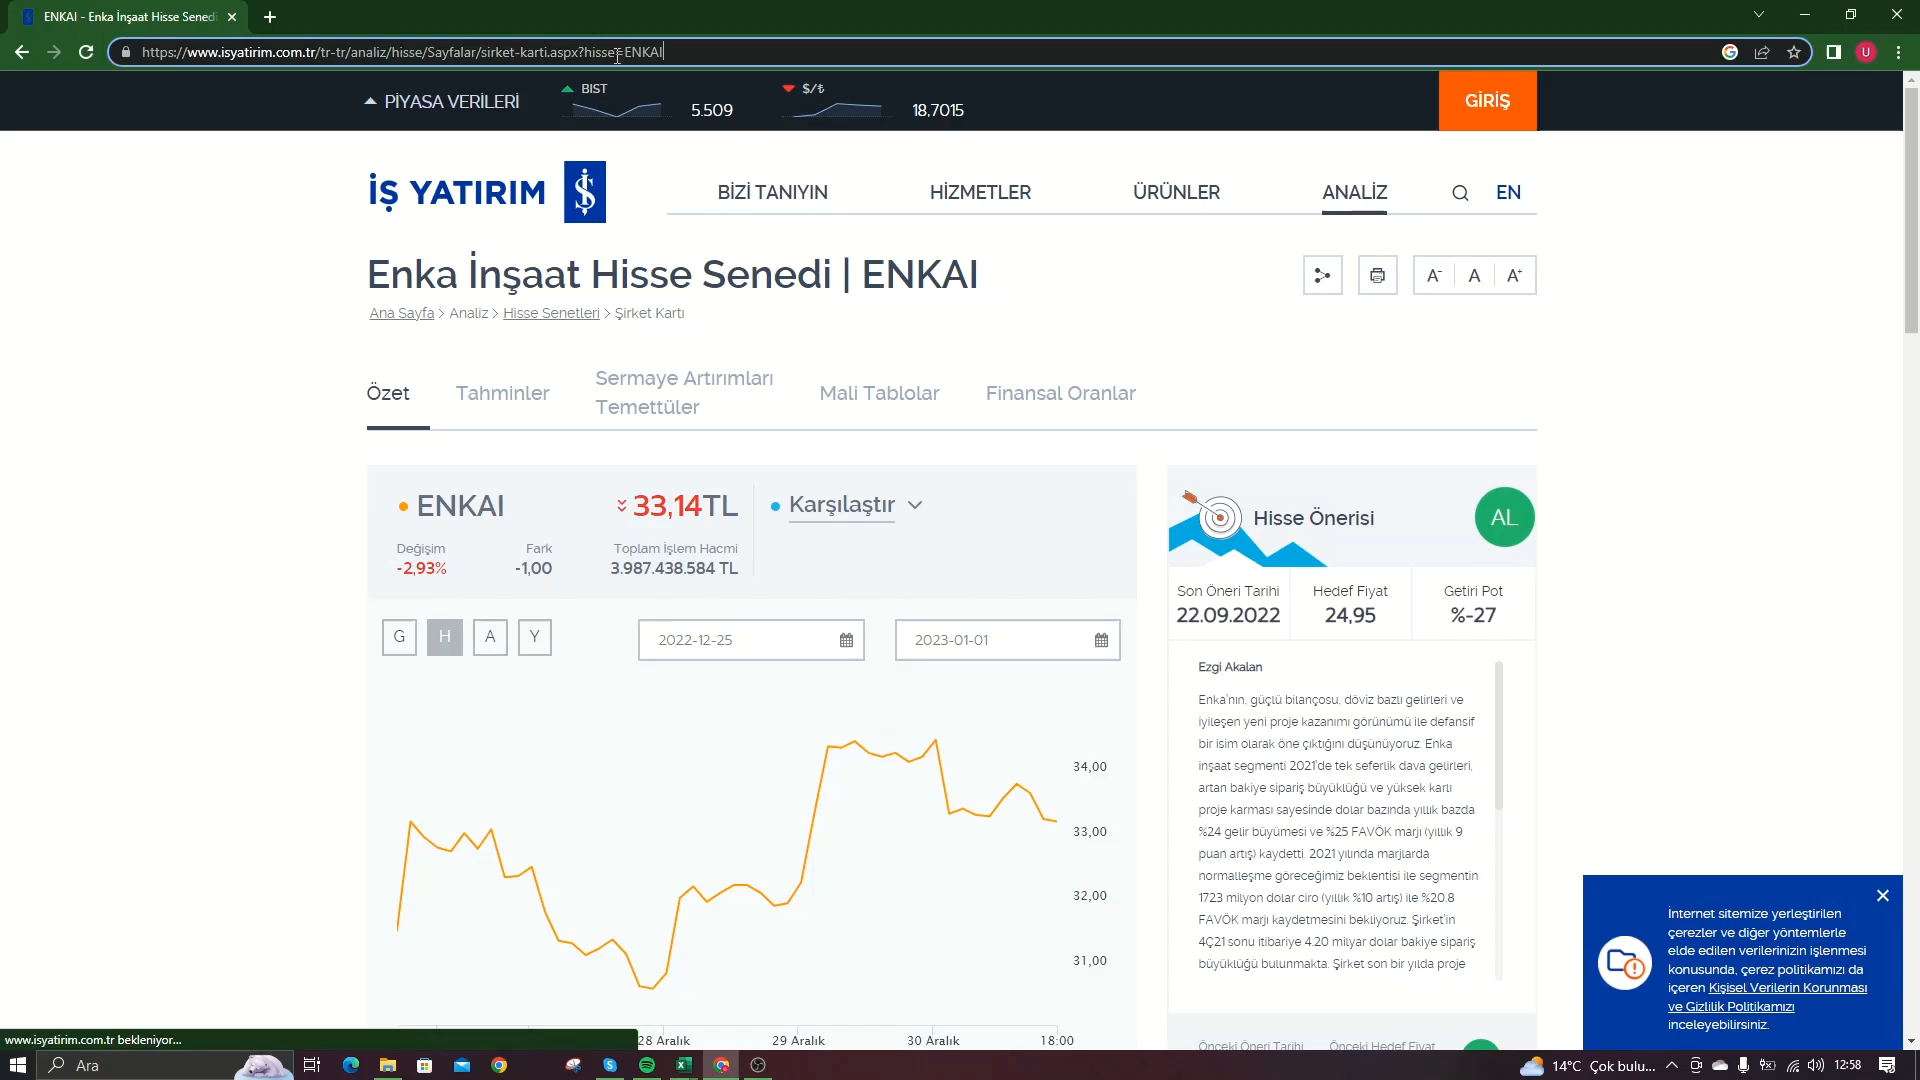 ENKAI - Enka İnşaat Hisse Senedi
https://www.isyatirim.com.tr/tr-tr/analiz/hisse/Sayfalar/sirket-karti.aspx?hisse=ENKAI
U
PİYASA VERİLERİ
BIST
5.509
$/₺
18,7015
GİRİŞ
İŞ YATIRIM
BİZİ TANIYIN
HİZMETLER
ÜRÜNLER
ANALİZ
EN
Enka İnşaat Hisse Senedi | ENKAI
A-
A
A+
Ana Sayfa > Analiz > Hisse Senetleri > Şirket Kartı
Özet
Tahminler
Sermaye Artırımları
Temettüler
Mali Tablolar
Finansal Oranlar
ENKAI
33,14TL
Karşılaştır
Değişim
-2,93%
Fark
-1,00
Toplam İşlem Hacmi
3.987.438.584 TL
G
H
A
Y
2022-12-25
2023-01-01
34,00
33,00
32,00
31,00
28 Aralık
29 Aralık
30 Aralık
18:00
Hisse Önerisi
AL
Son Öneri Tarihi
22.09.2022
Hedef Fiyat
24,95
Getiri Pot
%-27
Ezgi Akalan
Enka'nın, güçlü bilançosu, döviz bazlı gelirleri ve
iyileşen yeni proje kazanımı görünümü ile defansif
bir isim olarak öne çıktığını düşünüyoruz. Enka
inşaat segmenti 2021'de tek seferlik dava gelirleri,
artan bakiye sipariş büyüklüğü ve yüksek karlı
proje karması sayesinde dolar bazında yıllık bazda
%24 gelir büyümesi ve %25 FAVÖK marjı (yıllık 9
puan artış) kaydetti. 2021 yılında marjlarda
normalleşme göreceğimiz beklentisi ile segmentin
1723 milyon dolar ciro (yıllık %10 artış) ile %20.8
FAVÖK marjı kaydetmesini bekliyoruz. Şirket'in
4Ç21 sonu itibariye 4.20 milyar dolar bakiye sipariş
büyüklüğü bulunmakta. Şirket son bir yılda proje
Önceki Öneri Tarihi
Önceki Hedef Fiyat
İnternet sitemize yerleştirilen
çerezler ve diğer yöntemlerle
elde edilen verilerinizin işlenmesi
konusunda, çerez politikamızı da
içeren Kişisel Verilerin Korunması
ve Gizlilik Politikamızı
inceleyebilirsiniz.
www.isyatirim.com.tr bekleniyor...
Ara
14°C Çok bulu...
12:58